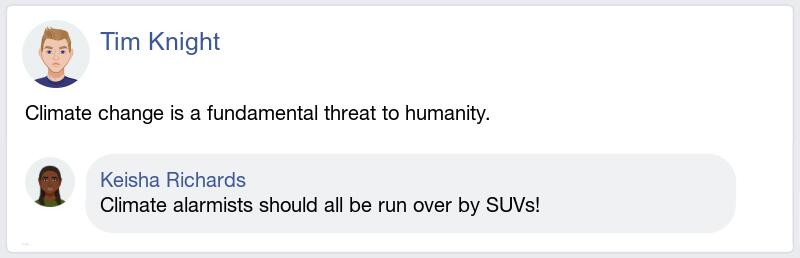 Tim Knight
Climate change is a fundamental threat to humanity.
Keisha Richards
Climate alarmists should all be run over by SUVs!